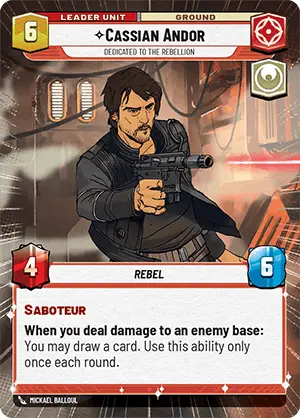 LEADER UNIT GROUND
6
CASSIAN ANDOR
DEDICATED TO THE REBELLION
4
REBEL
6
SABOTEUR
When you deal damage to an enemy base:
You may draw a card. Use this ability only
once each round.
MICKAEL BALLOUL